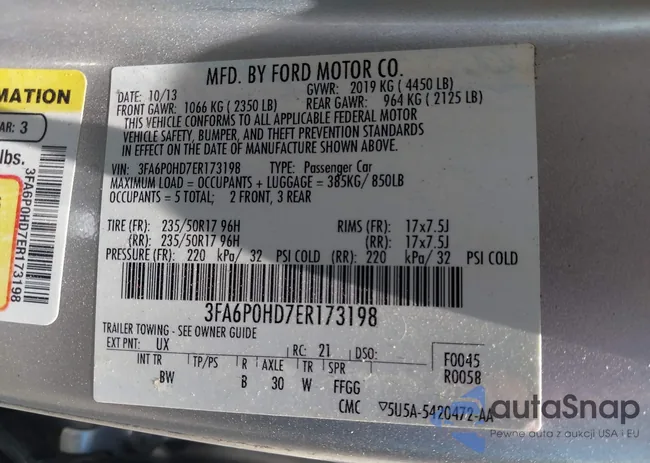 MFD. BY FORD MOTOR CO.
DATE: 10/13 GVWR: 2019 KG ( 4450 LB)
FRONT GAWR: 1066 KG ( 2350 LB) REAR GAWR: 964 KG ( 2125 LB)
THIS VEHICLE CONFORMS TO ALL APPLICABLE FEDERAL MOTOR
VEHICLE SAFETY, BUMPER, AND THEFT PREVENTION STANDARDS
IN EFFECT ON THE DATE OF MANUFACTURE SHOWN ABOVE.
VIN: 3FA6P0HD7ER173198 TYPE: Passenger Car
MAXIMUM LOAD = OCCUPANTS + LUGGAGE = 385KG/ 850LB
OCCUPANTS = 5 TOTAL; 2 FRONT, 3 REAR
TIRE (FR): 235/50R17 96H RIMS (FR): 17x7.5J
(RR): 235/50R17 96H (RR): 17x7.5J
PRESSURE (FR): 220 kPa/ 32 PSI COLD (RR): 220 kPa/ 32 PSI COLD
3FA6P0HD7ER173198
TRAILER TOWING - SEE OWNER GUIDE
EXT PNT: UX RC: 21 DSO: F0045
INT TR TP/PS R AXLE TR SPR R0058
BW B 30 W FFGG
CMC ▽5U5A-5420472-AA
MATION
AR: 3
lbs.
3FA6P0HD7ER173198
autoSnap
Pewne auta z aukcji USA i EU